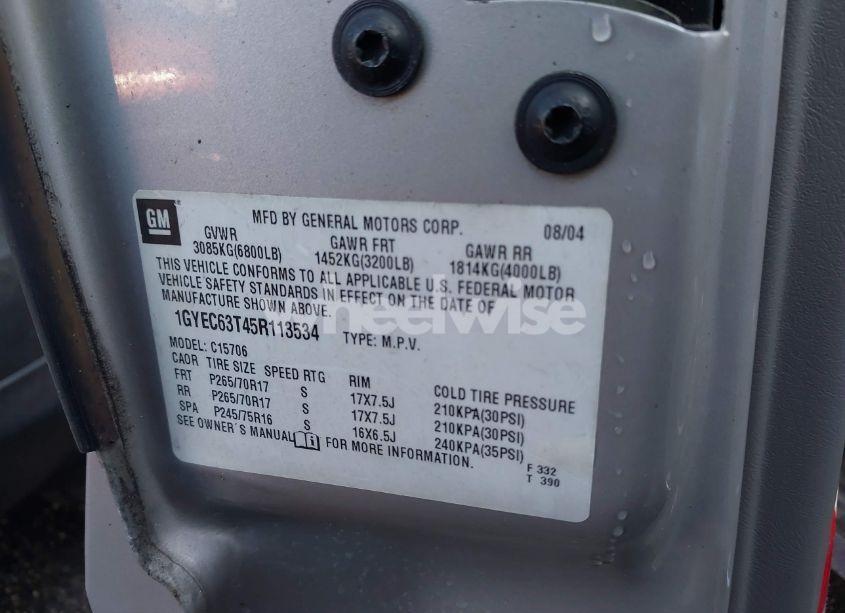 GM
MFD BY GENERAL MOTORS CORP. 08/04
GVWR GAWR FRT GAWR RR
3085KG(6800LB) 1452KG(3200LB) 1814KG(4000LB)
THIS VEHICLE CONFORMS TO ALL APPLICABLE U.S. FEDERAL MOTOR
VEHICLE SAFETY STANDARDS IN EFFECT ON THE DATE OF
MANUFACTURE SHOWN ABOVE.
1GYEC63T45R113534 TYPE: M.P.V.
wheelwise
MODEL: C15706
CAOR TIRE SIZE SPEED RTG RIM COLD TIRE PRESSURE
FRT P265/70R17 S 17X7.5J 210KPA(30PSI)
RR P265/70R17 S 17X7.5J 210KPA(30PSI)
SPA P245/75R16 S 16X6.5J 240KPA(35PSI)
SEE OWNER'S MANUAL FOR MORE INFORMATION.
F 332
T 390